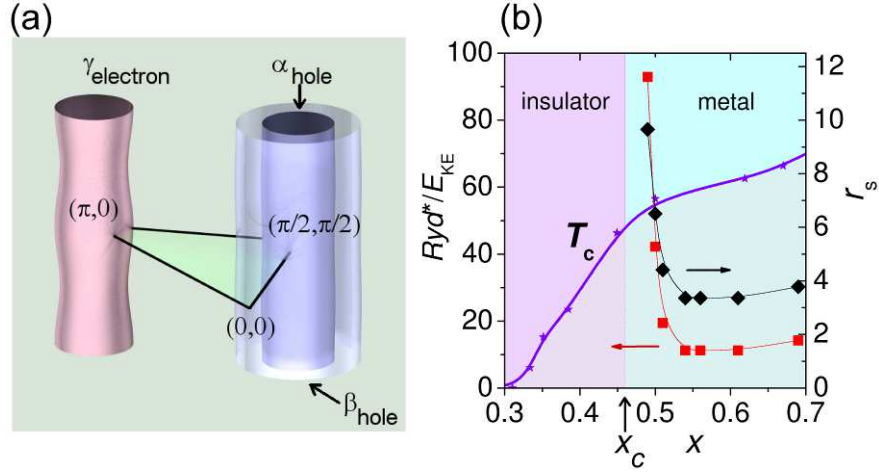 (a)
γelectron
αhole
(π,0)
(π/2,π/2)
(0,0)
βhole
(b)
100
80
60
40
20
0
Ryd*/EKE
insulator
metal
Tc
12
10
8
6
4
2
0
rs
0.3
0.4
0.5
0.6
0.7
xc
x